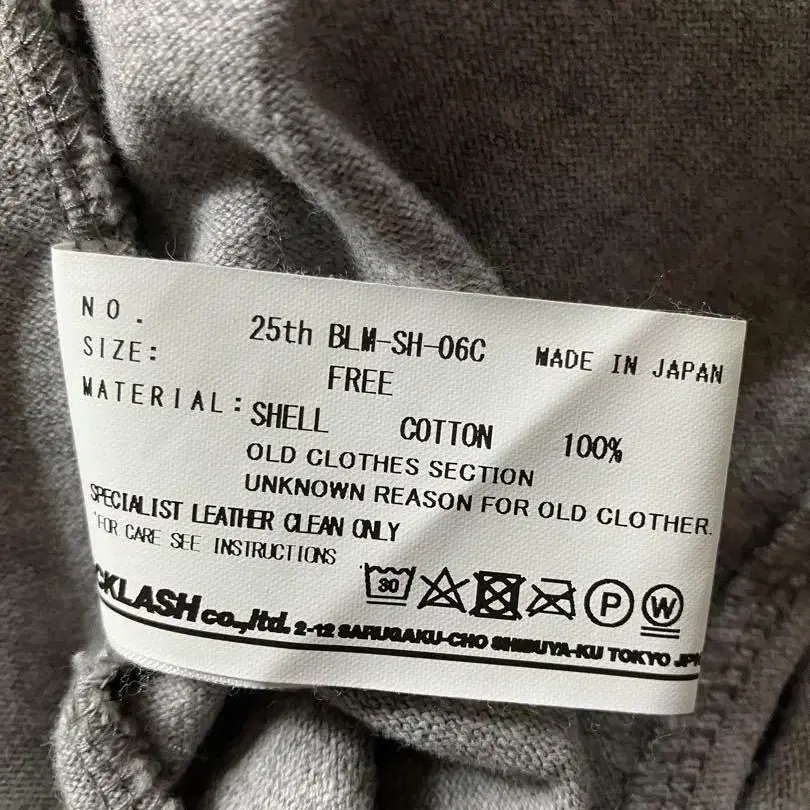 NO. 25th BLM-SH-06C MADE IN JAPAN
SIZE: FREE
MATERIAL: SHELL COTTON 100%
OLD CLOTHES SECTION
UNKNOWN REASON FOR OLD CLOTHER.
SPECIALIST LEATHER CLEAN ONLY
*FOR CARE SEE INSTRUCTIONS
30 P W
CKLASH co.,ltd. 2-12 SARUGAKU-CHO SHIBUYA-KU TOKYO JPN